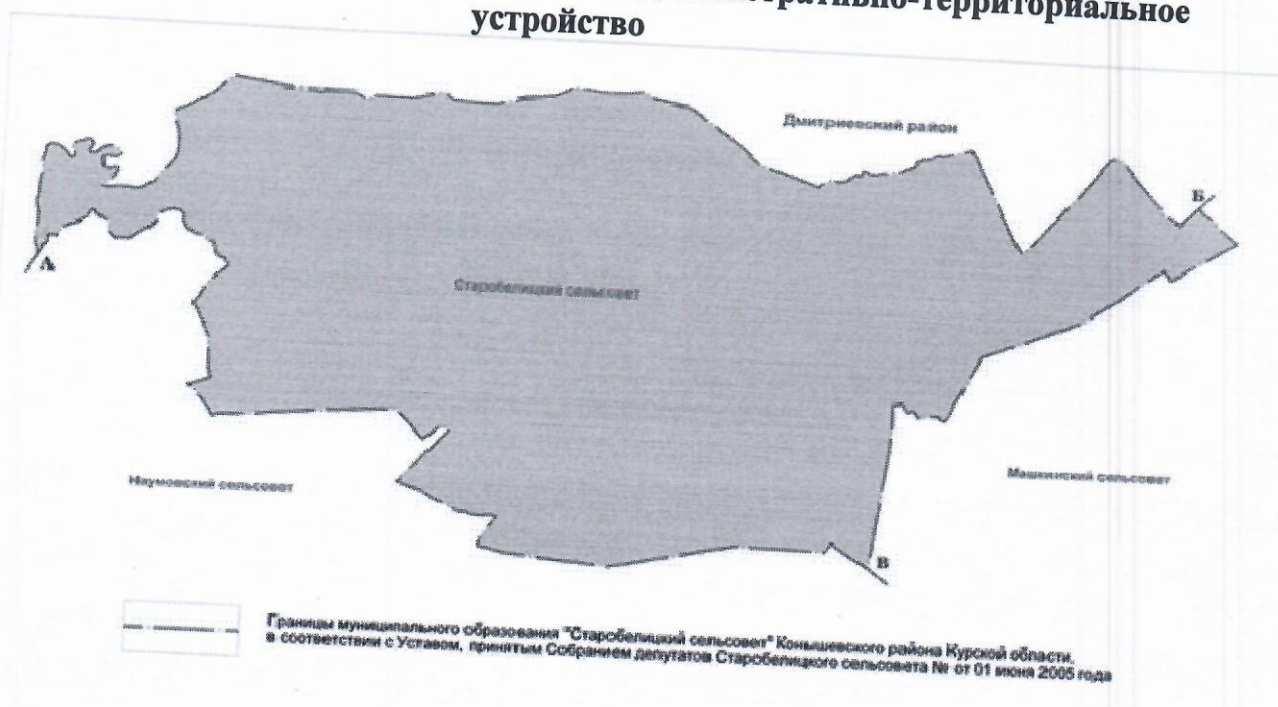 устройство
Дмитриевский район
Б
А
Старобелицкий сельсовет
Наумовский сельсовет
Машкинский сельсовет
В
Границы муниципального образования "Старобелицкий сельсовет" Конышевского района Курской области,
в соответствии с Уставом, принятым Собранием депутатов Старобелицкого сельсовета № от 01 июня 2005 года